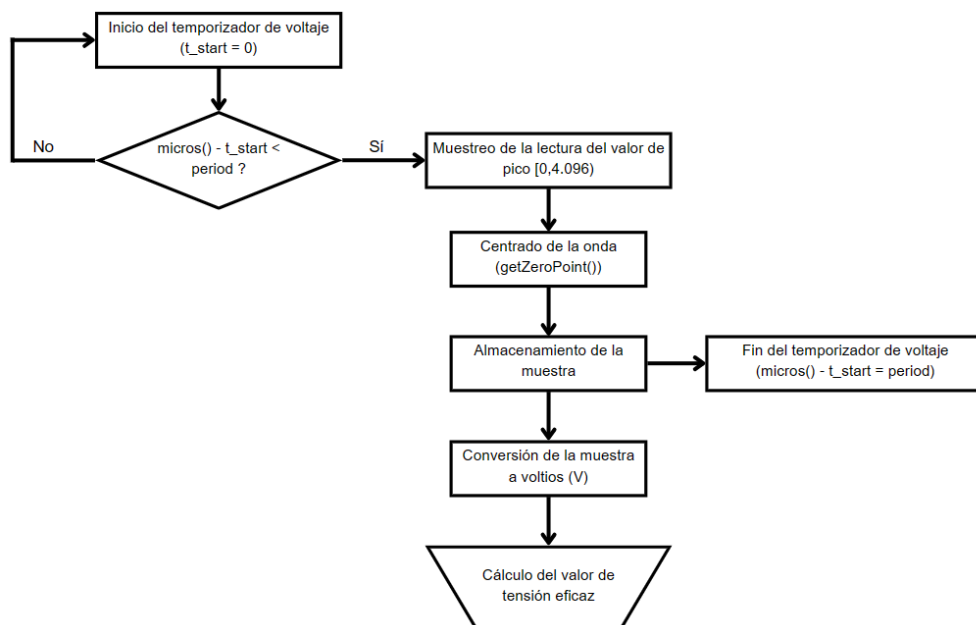 Inicio del temporizador de voltaje
(t_start = 0)
No
micros() - t_start <
period ?
Sí
Muestreo de la lectura del valor de
pico [0,4.096)
Centrado de la onda
(getZeroPoint())
Almacenamiento de la
muestra
Fin del temporizador de voltaje
(micros() - t_start = period)
Conversión de la muestra
a voltios (V)
Cálculo del valor de
tensión eficaz